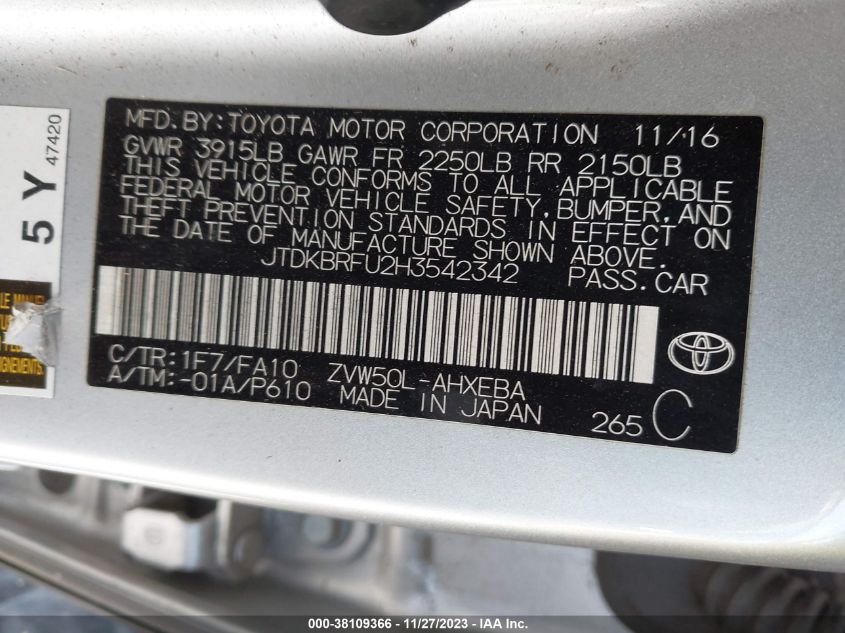 MFD.BY:TOYOTA MOTOR CORPORATION 11/16
GVWR 3915LB GAWR FR 2250LB RR 2150LB
THIS VEHICLE CONFORMS TO ALL APPLICABLE
FEDERAL MOTOR VEHICLE SAFETY,BUMPER,AND
THEFT PREVENTION STANDARDS IN EFFECT ON
THE DATE OF MANUFACTURE SHOWN ABOVE.
JTDKBRFU2H3542342 PASS.CAR
C/TR:1F7/FA10 ZVW50L-AHXEBA
A/TM:-01A/P610 MADE IN JAPAN 265 C
5 Y
47420
LE MANUEL
IGNEMENTS
000-38109366 - 11/27/2023 - IAA Inc.